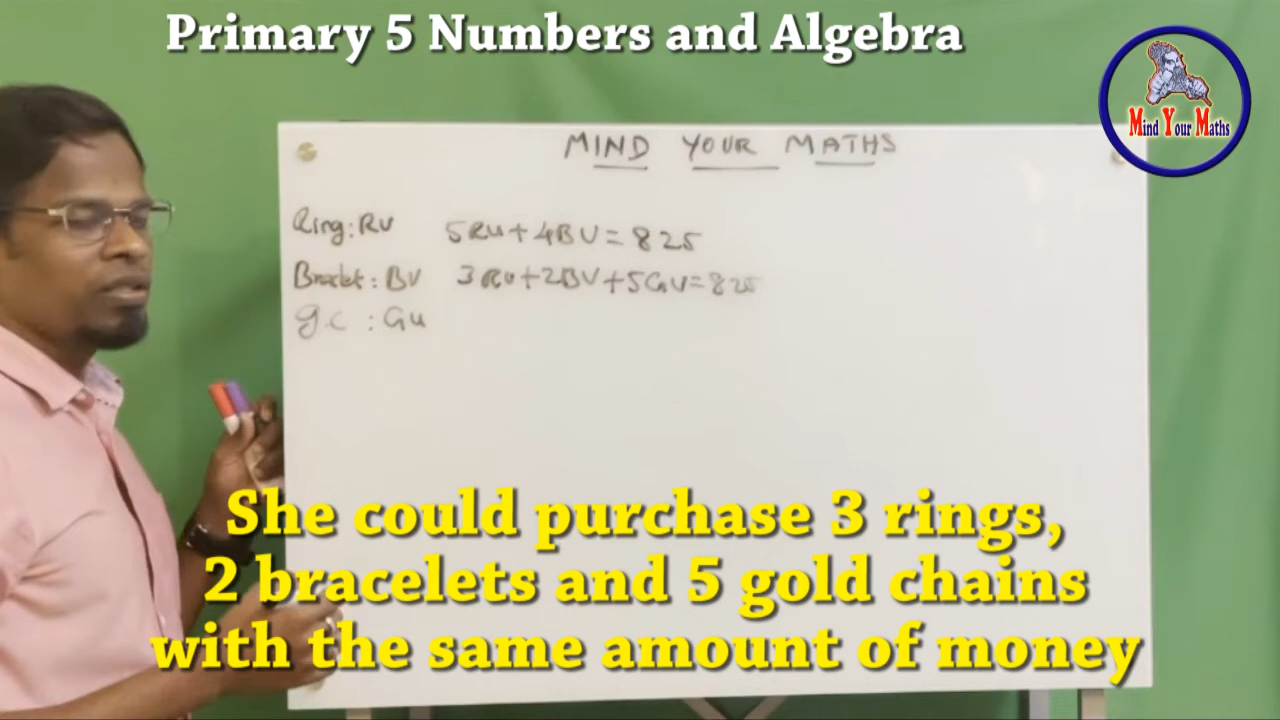 Primary 5 Numbers and Algebra
Mind Your Maths
MIND YOUR MATHS
Ring: RU 5RU+4BU=825
Bracelet: BU 3RU+2BU+5GU=825
g.c : GU
She could purchase 3 rings,
2 bracelets and 5 gold chains
with the same amount of money